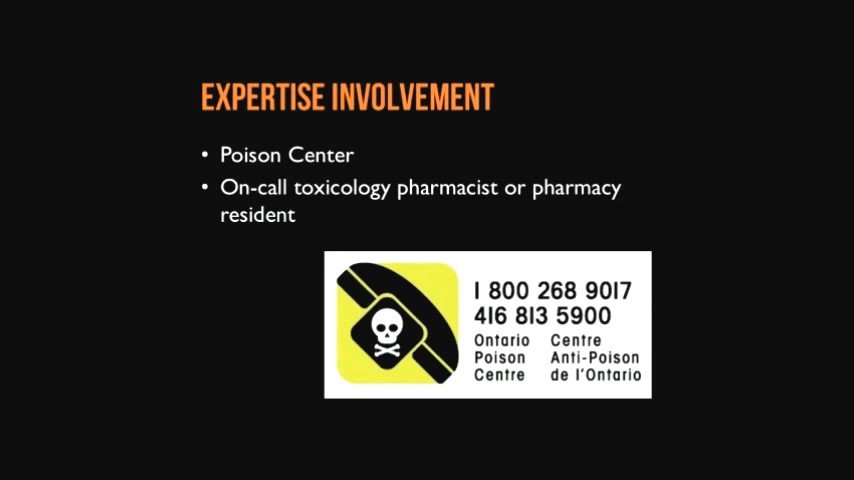 EXPERTISE INVOLVEMENT
• Poison Center
• On-call toxicology pharmacist or pharmacy
resident
1 800 268 9017
416 813 5900
Ontario Centre
Poison Anti-Poison
Centre de l'Ontario